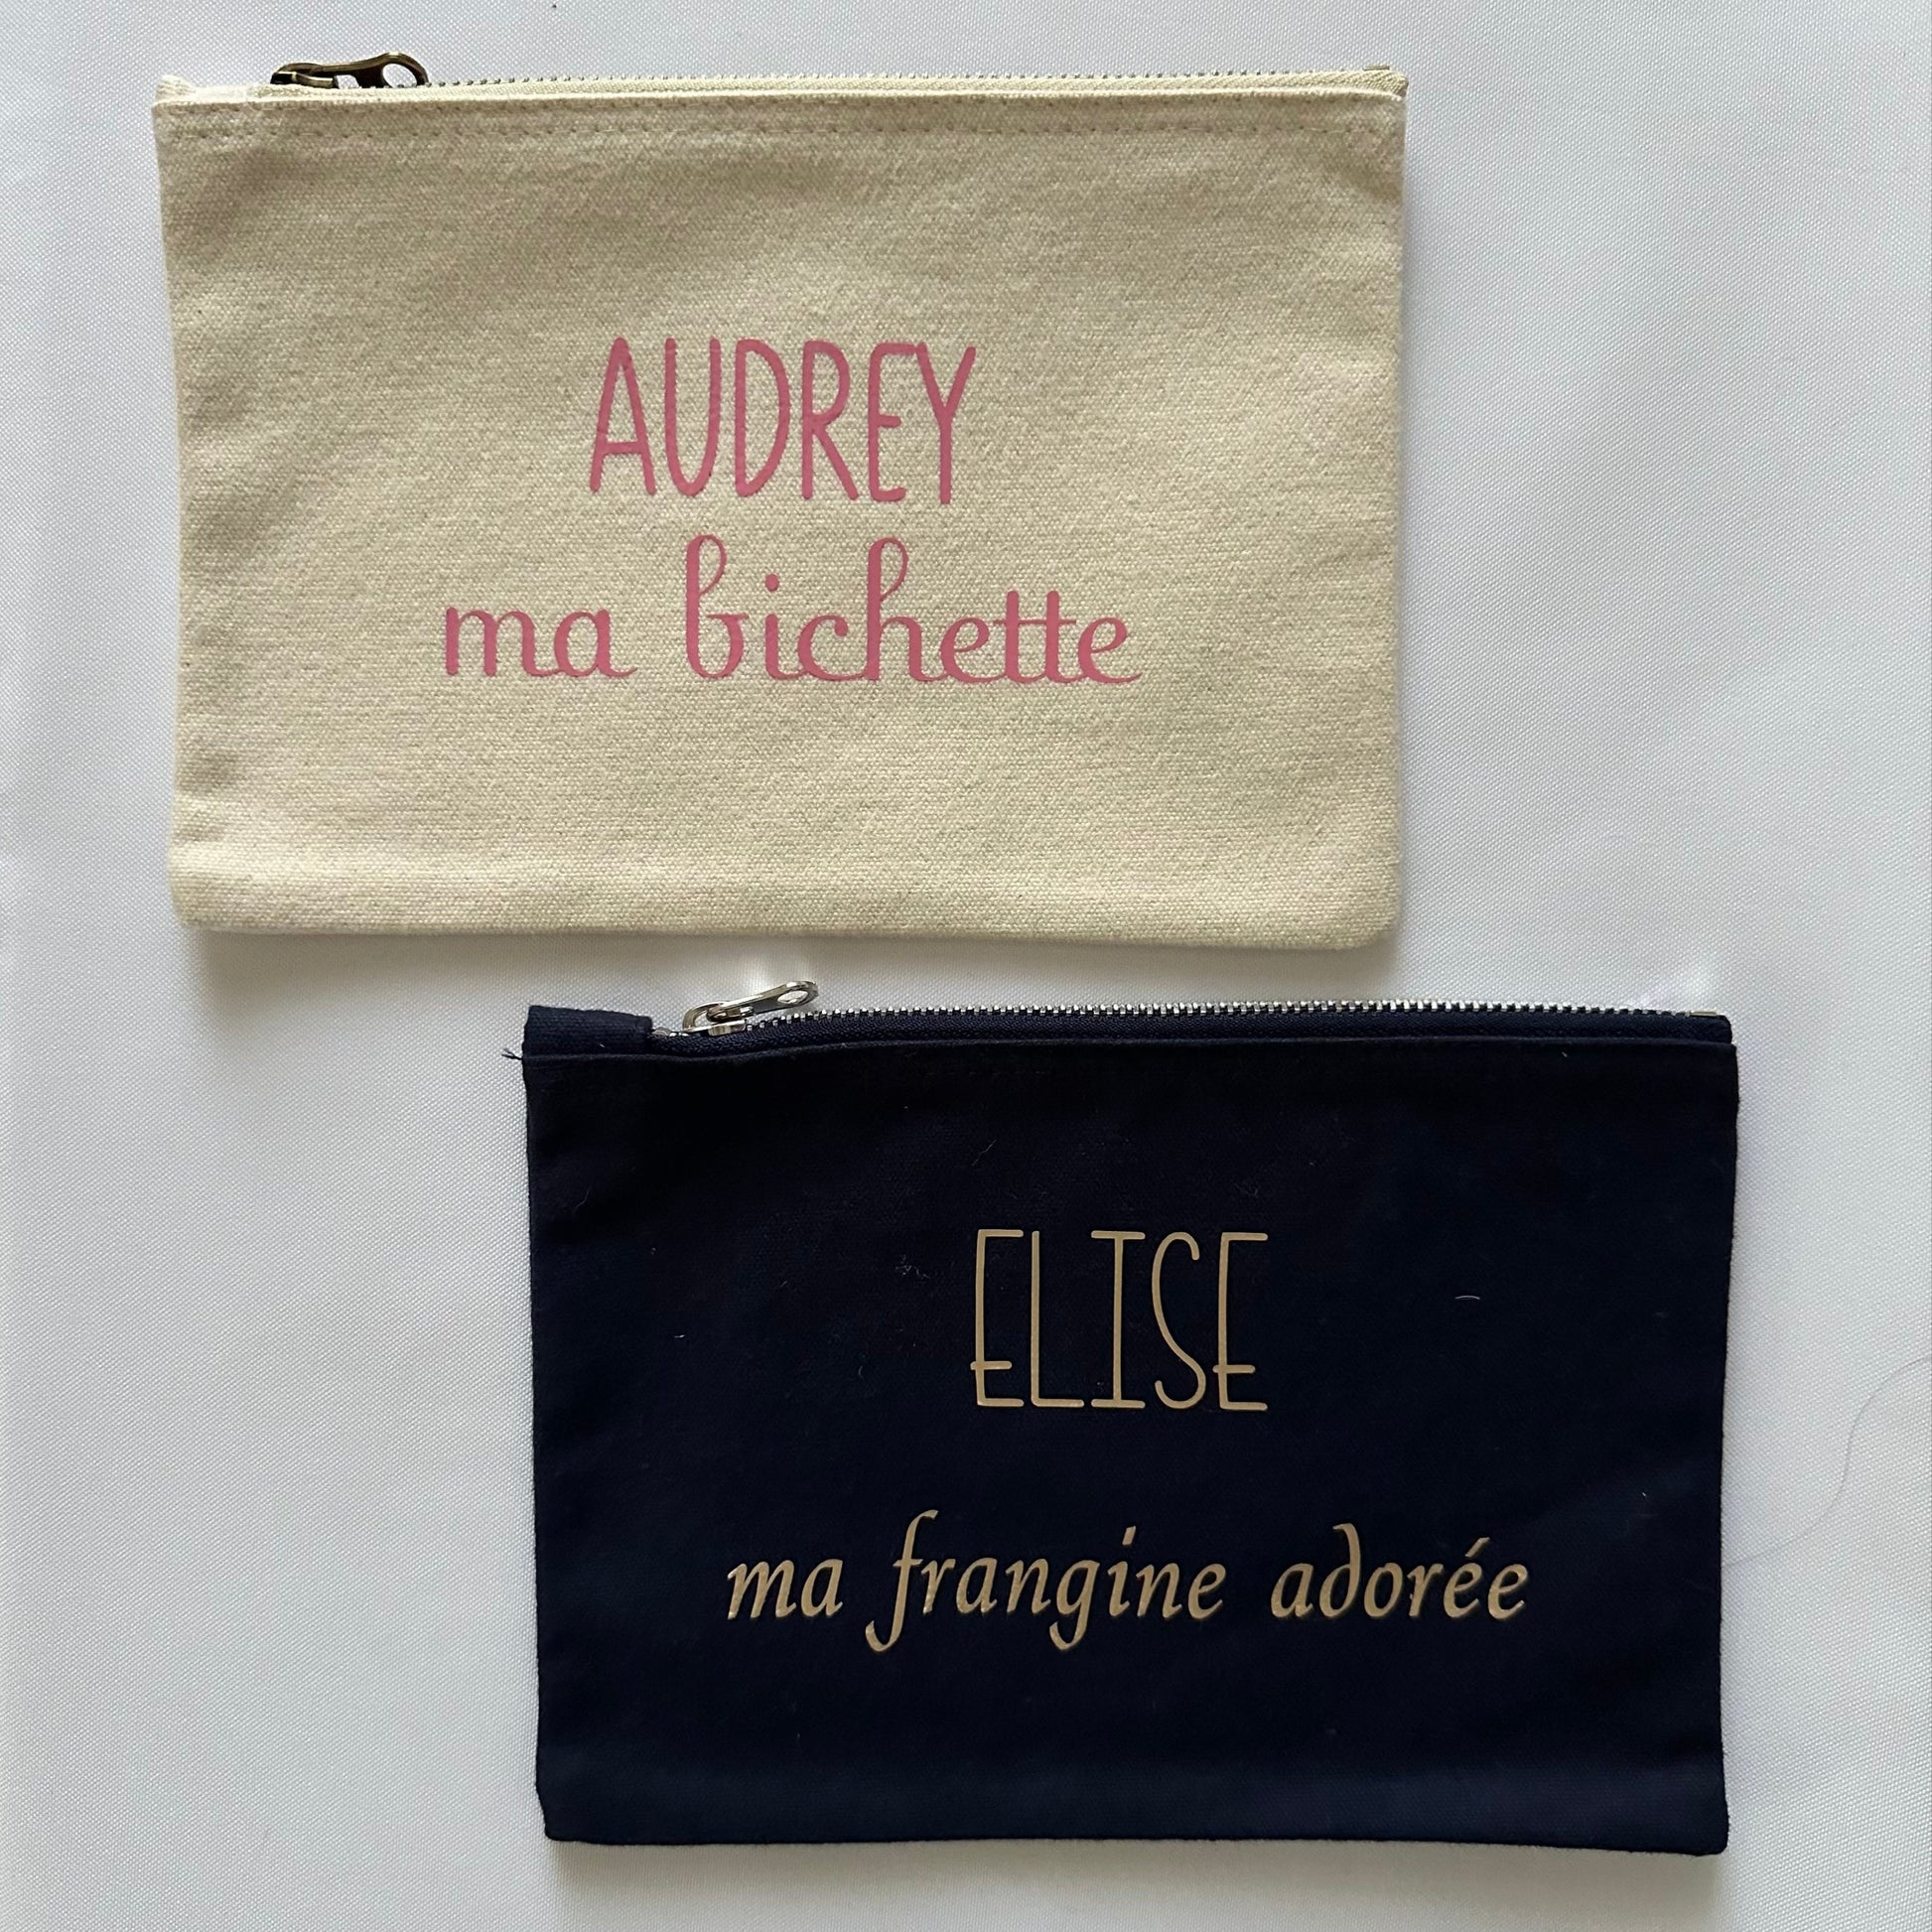 AUDREY
ma bichette
ELISE
ma frangine adorée